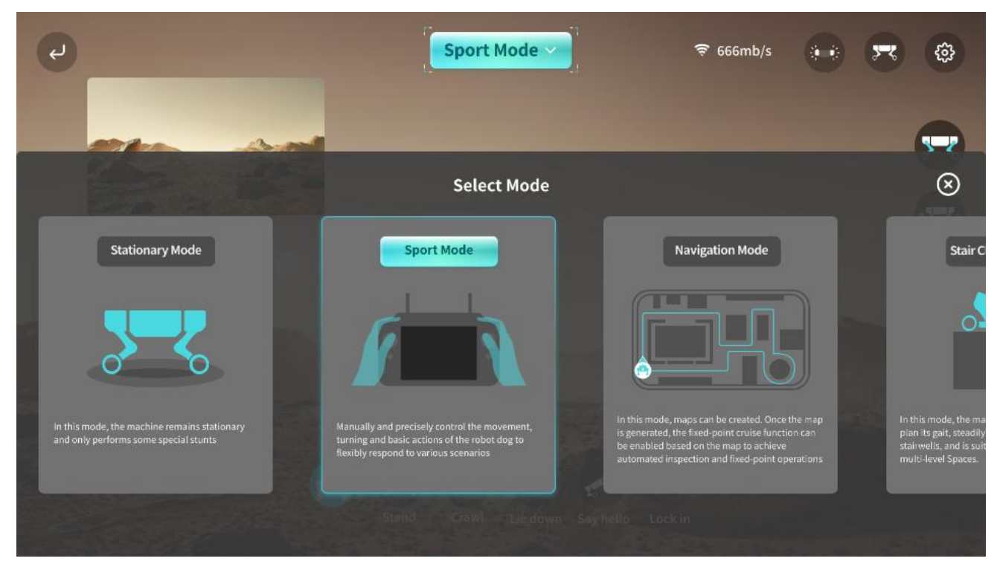 Sport Mode
666mb/s
Select Mode
Stationary Mode
In this mode, the machine remains stationary
and only performs some special stunts
Sport Mode
Manually and precisely control the movement,
turning and basic actions of the robot dog to
flexibly respond to various scenarios
Navigation Mode
In this mode, maps can be created. Once the map
is generated, the fixed-point cruise function can
be enabled based on the map to achieve
automated inspection and fixed-point operations
Stair C
In this mode, the ma
plan its gait, steadily
stairwells, and is suit
multi-level Spaces.
Stand
Crawl
Lie down
Say hello
Lock in